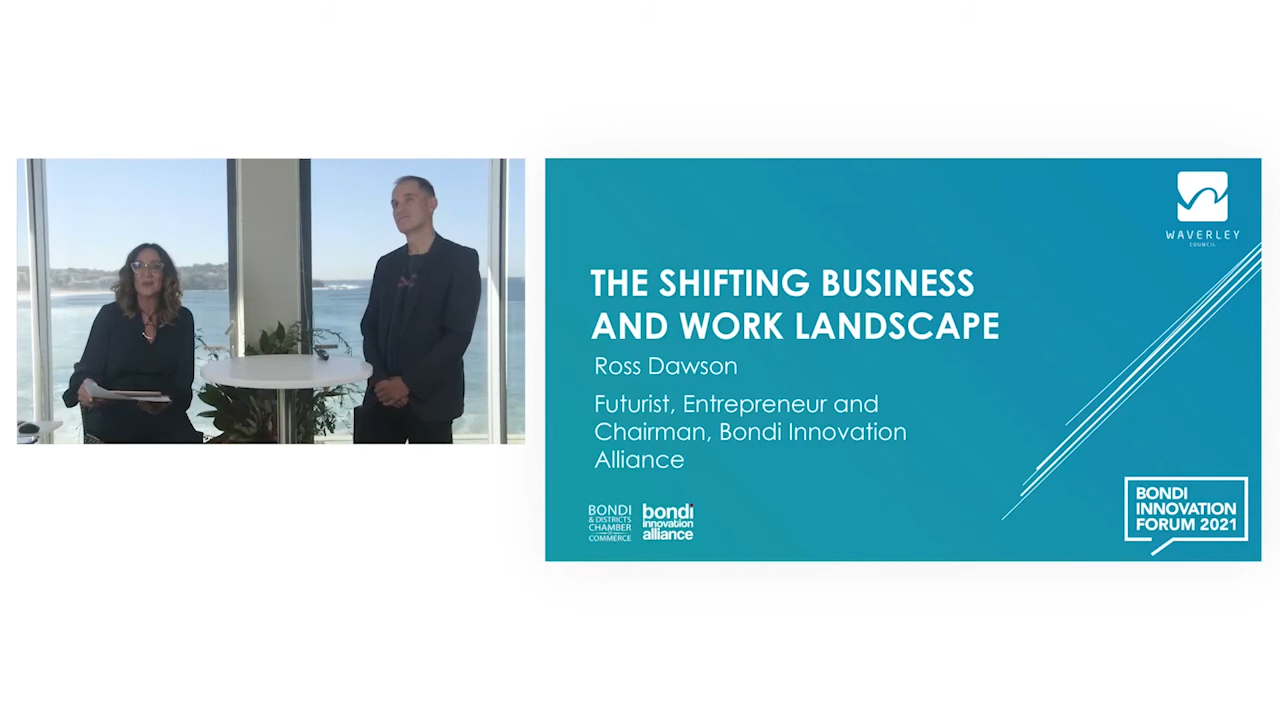 WAVERLEY
COUNCIL
THE SHIFTING BUSINESS
AND WORK LANDSCAPE
Ross Dawson
Futurist, Entrepreneur and
Chairman, Bondi Innovation
Alliance
BONDI
& DISTRICTS
CHAMBER
OF
COMMERCE
bondi
innovation
alliance
BONDI
INNOVATION
FORUM 2021